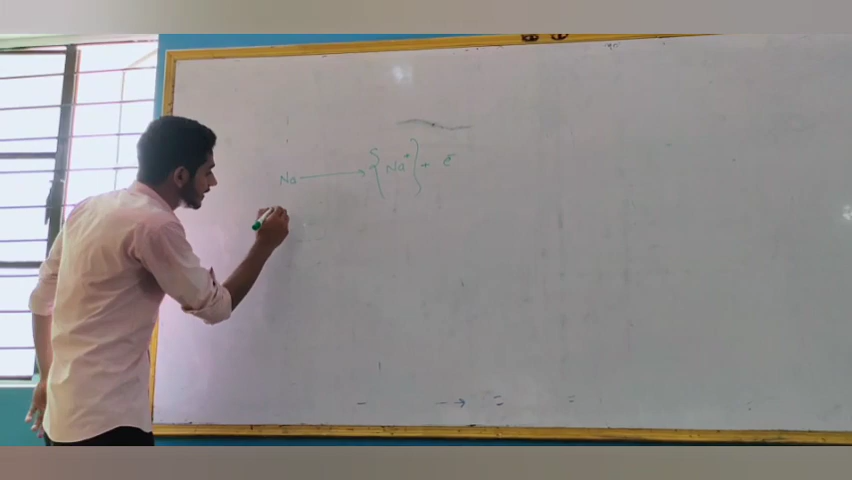 Na → {Na⁺} + e⁻